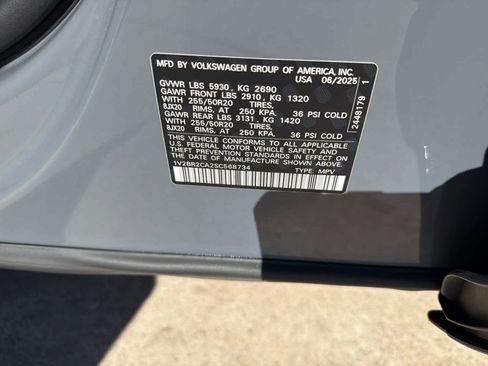 MFD BY VOLKSWAGEN GROUP OF AMERICA, INC.
USA 06/2025
GVWR LBS 5930 , KG 2690
GAWR FRONT LBS 2910 , KG 1320
WITH 255/50R20 TIRES,
8JX20 RIMS, AT 250 KPA, 36 PSI COLD
GAWR REAR LBS 3131 , KG 1420
WITH 255/50R20 TIRES,
8JX20 RIMS, AT 250 KPA, 36 PSI COLD
THIS VEHICLE CONFORMS TO ALL APPLICABLE
U.S. FEDERAL MOTOR VEHICLE SAFETY AND
THEFT PREVENTION STANDARDS IN EFFECT ON THE
DATE OF MANUFACTURE SHOWN ABOVE.
1V2BR2CA2SC568734 TYPE: MPV
2448179 1